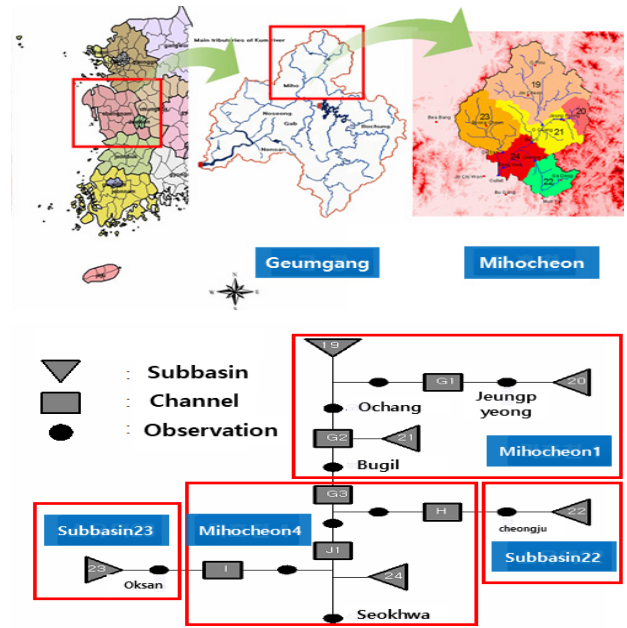 Main tributaries of Kum river
Miho
Noseong
Gab
Bochung
Nonsan
19
20
23
21
24
22
N
W
E
S
Geumgang
Mihocheon
: Subbasin
: Channel
: Observation
19
G1
20
Ochang
Jeungp
yeong
G2
21
Bugil
Mihocheon1
G3
H
22
cheongju
Subbasin22
Subbasin23
Mihocheon4
J1
23
Oksan
I
24
Seokhwa